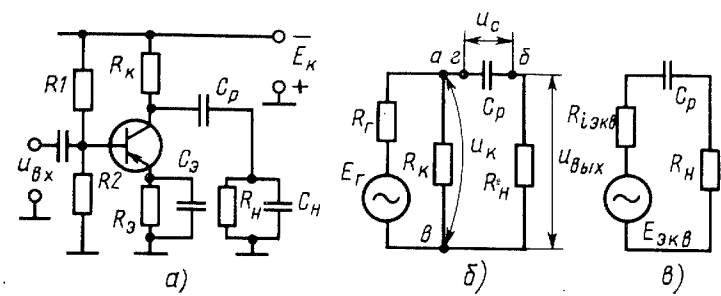 R1
Rк
−
Eк
+
Cр
uвх
R2
Cэ
Rэ
Rн
Cн
а)
uс
а
г
б
Cр
Rг
Rк
uк
Rн
uвых
Eг
в
б)
Cр
Riэкв
Rн
Eэкв
в)